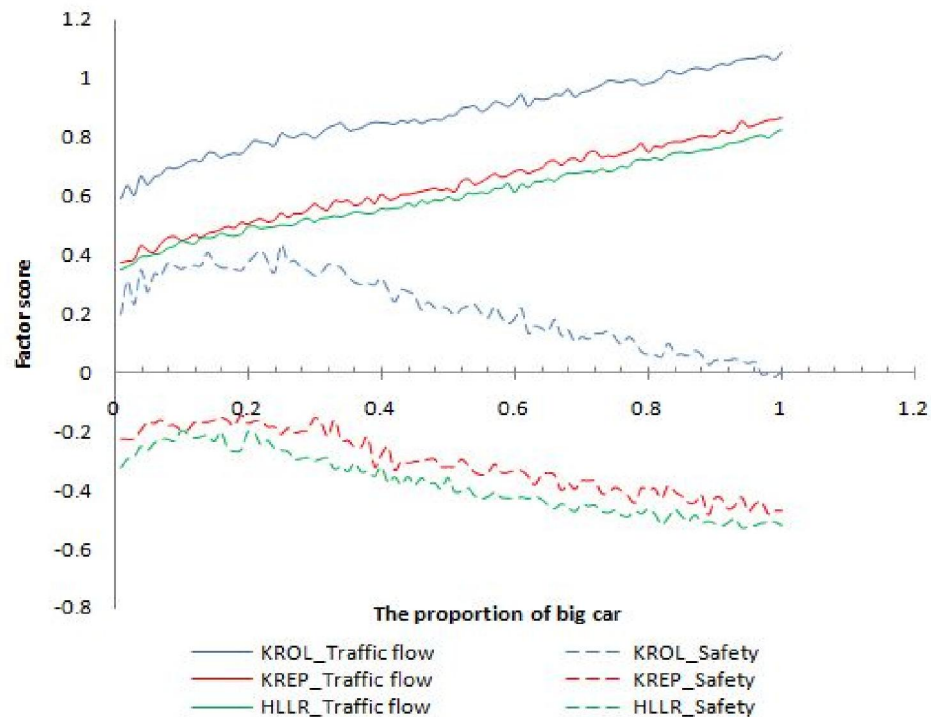 1.2
1
0.8
0.6
0.4
0.2
0
-0.2
-0.4
-0.6
-0.8
Factor score
0 0.2 0.4 0.6 0.8 1 1.2
The proportion of big car
KROL_Traffic flow KROL_Safety
KREP_Traffic flow KREP_Safety
HLLR_Traffic flow HLLR_Safety